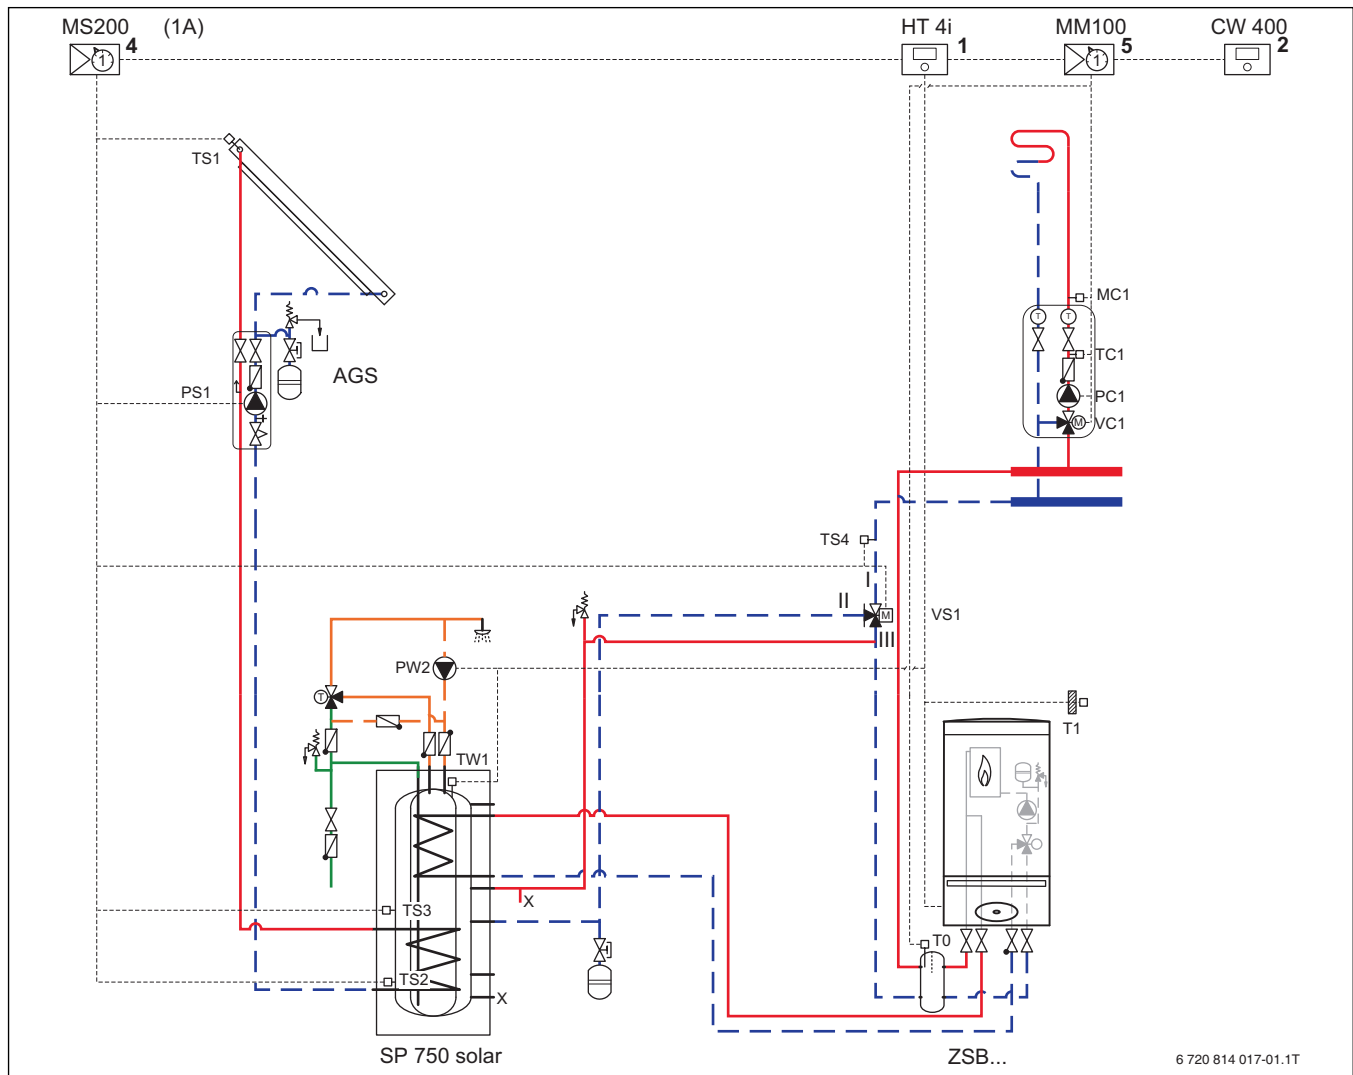 MS200 (1A)
4
1
HT 4i
1
MM100
5
1
CW 400
2
TS1
MC1
T
T
TC1
AGS
PS1
PC1
VC1
M
TS4
I
II
M
VS1
III
PW2
T
T1
TW1
TS3
X
T0
TS2
X
SP 750 solar
ZSB...
6 720 814 017-01.1T